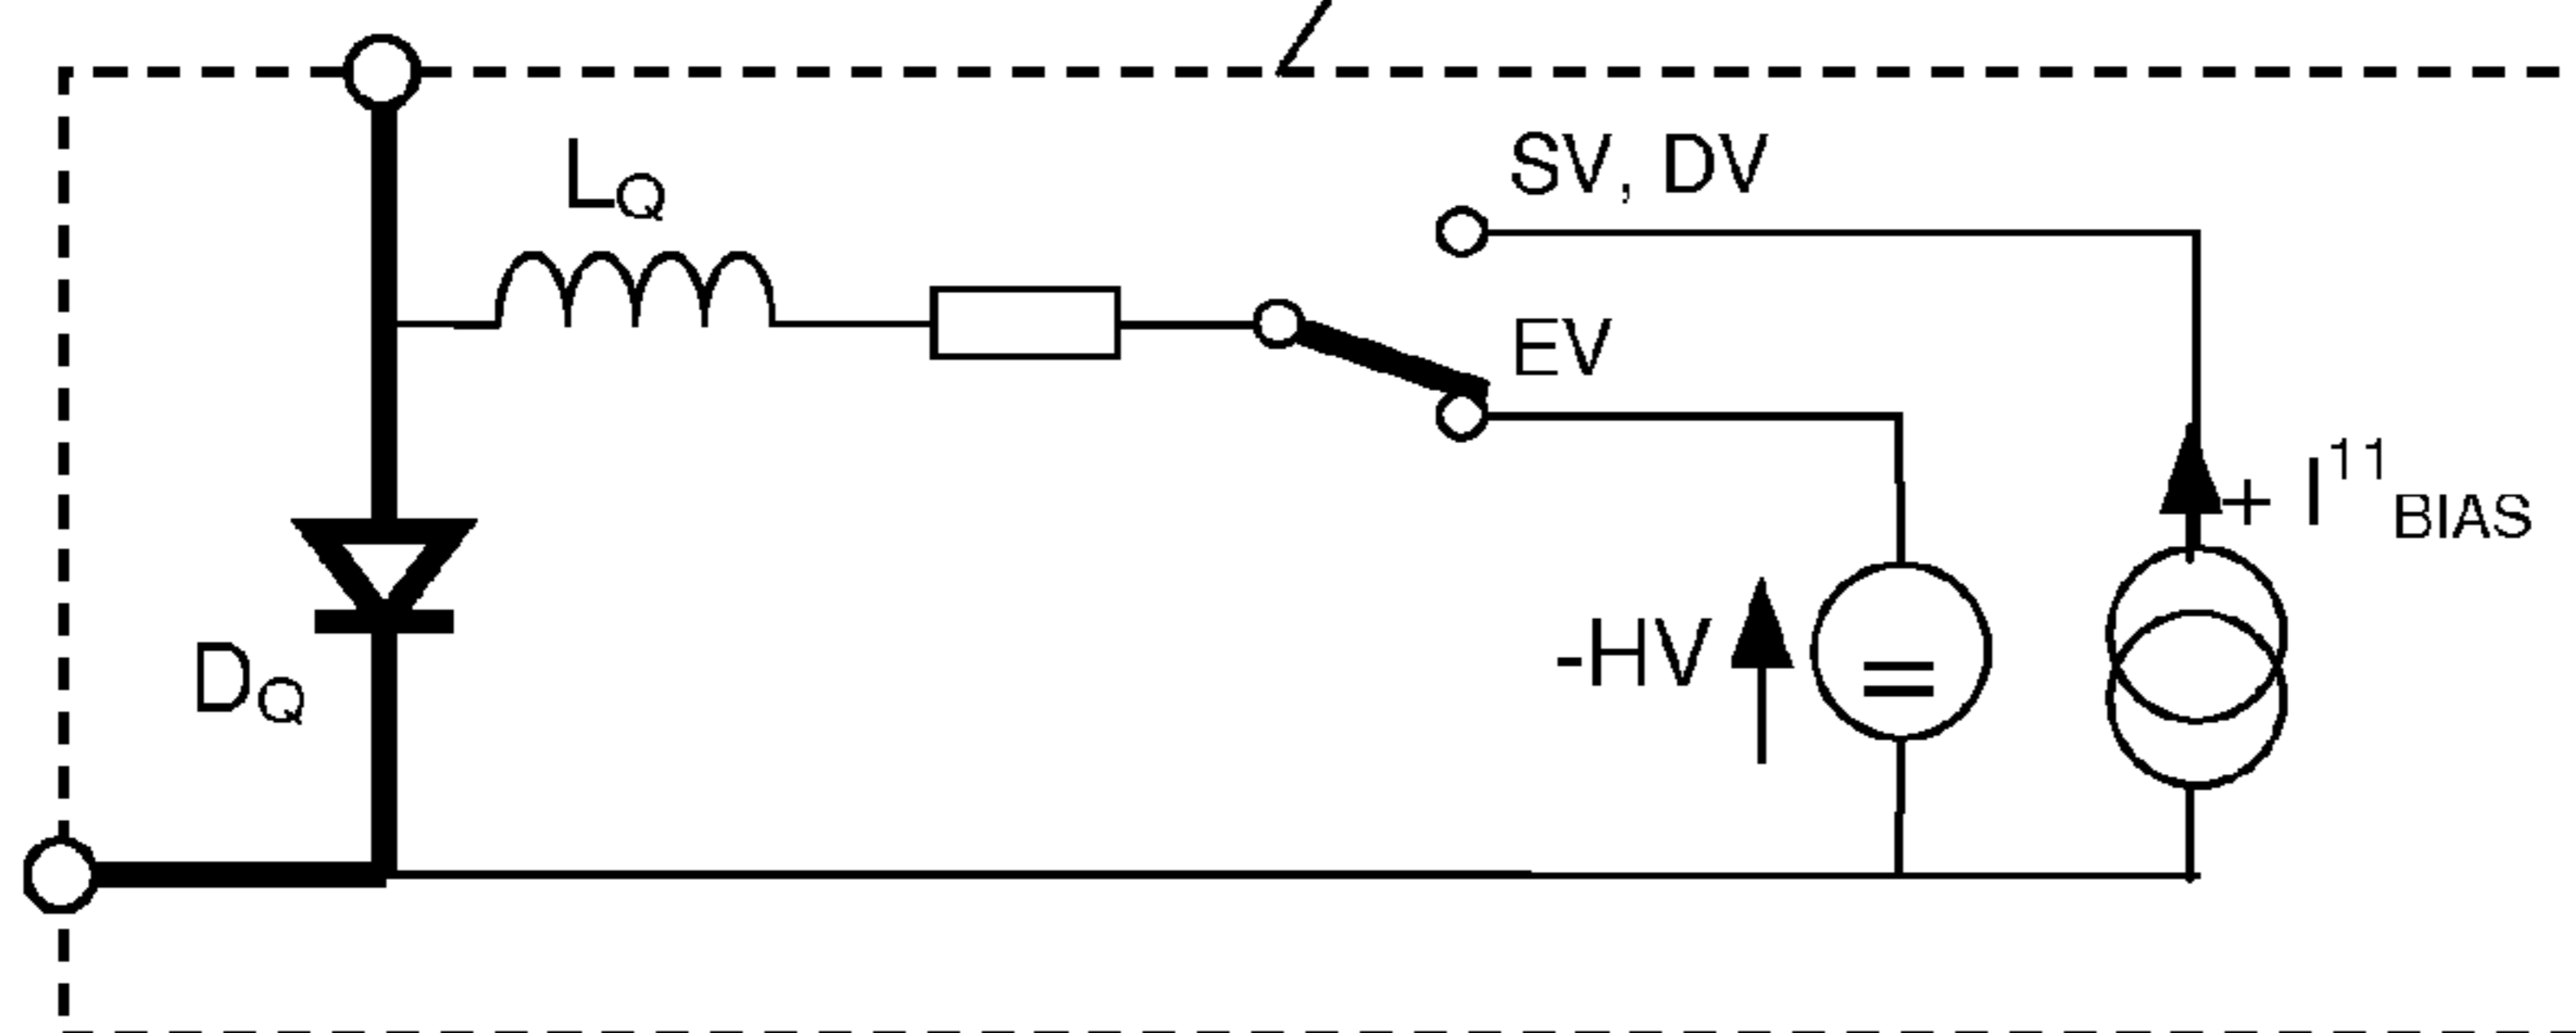 LQ
SV, DV
EV
+ I11BIAS
-HV
=
DQ